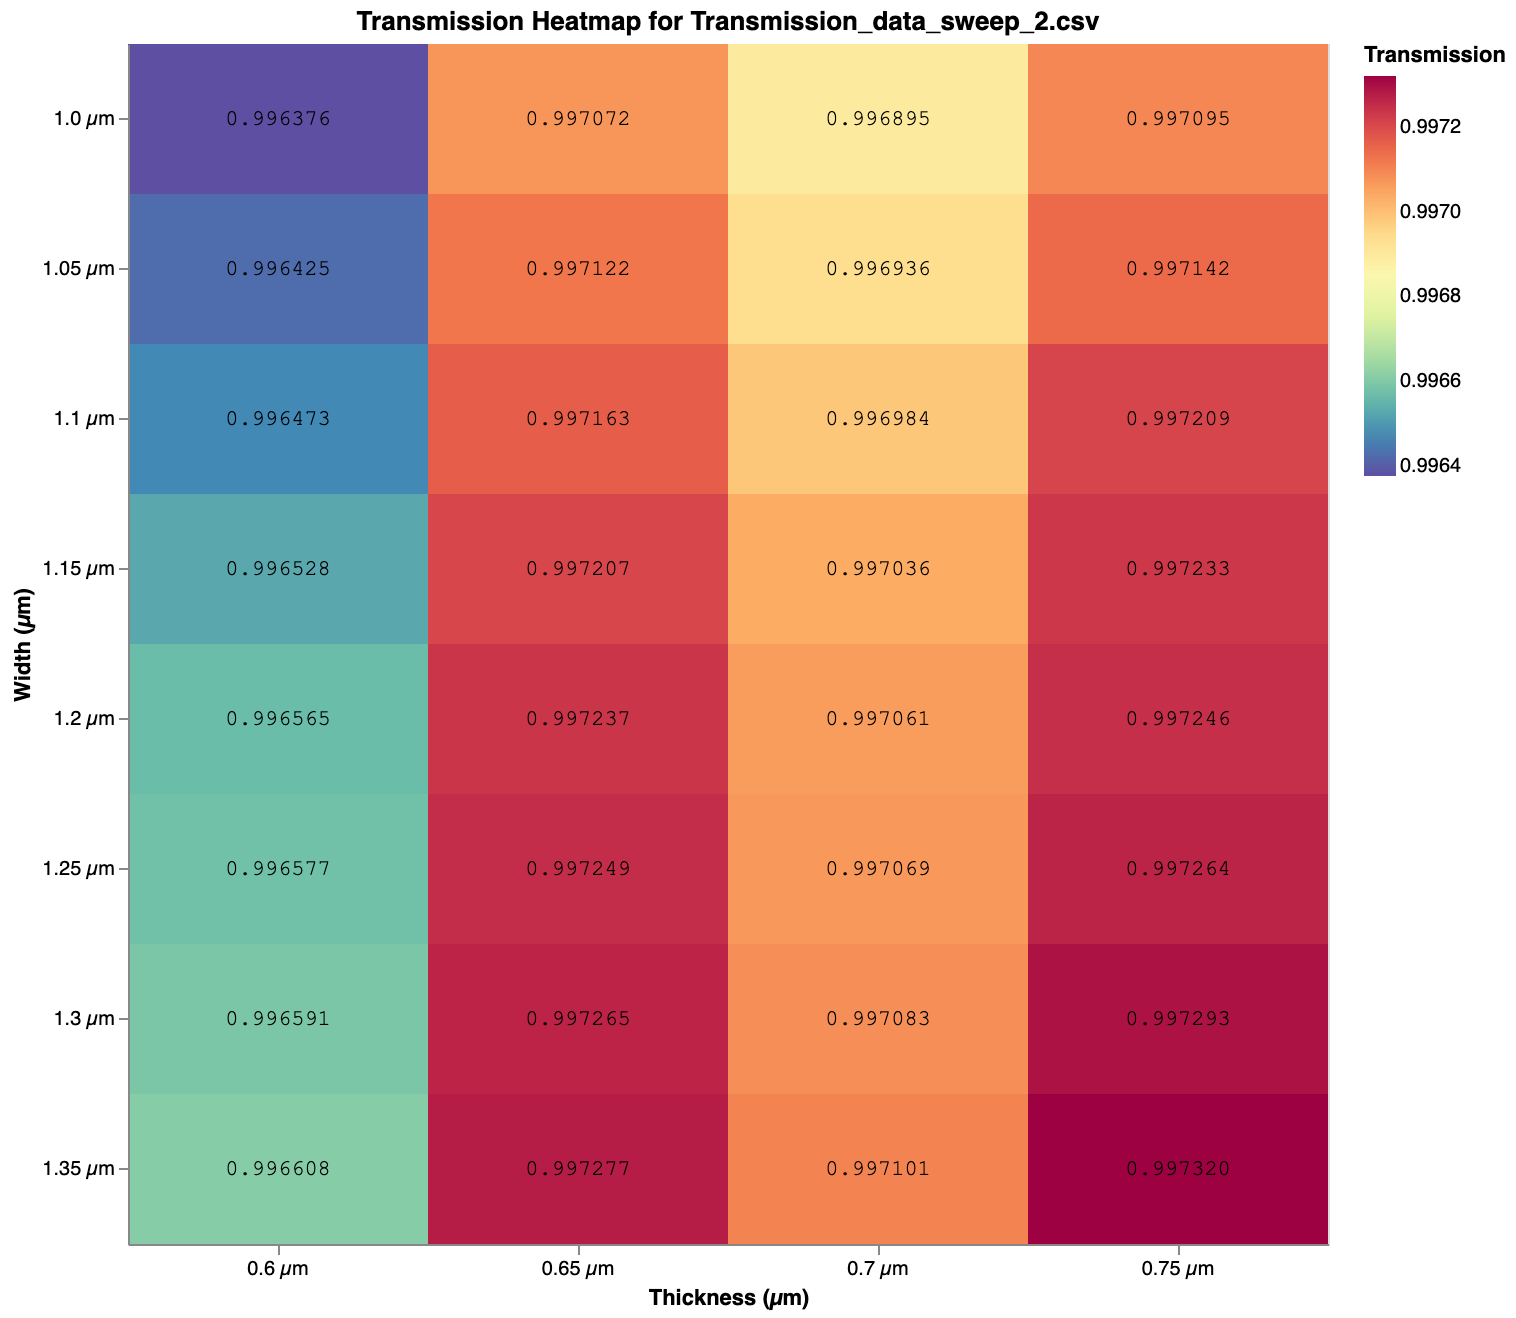 Transmission Heatmap for Transmission_data_sweep_2.csv
Transmission
0.9972
0.9970
0.9968
0.9966
0.9964
Width (µm)
1.0 µm 0.996376 0.997072 0.996895 0.997095
1.05 µm 0.996425 0.997122 0.996936 0.997142
1.1 µm 0.996473 0.997163 0.996984 0.997209
1.15 µm 0.996528 0.997207 0.997036 0.997233
1.2 µm 0.996565 0.997237 0.997061 0.997246
1.25 µm 0.996577 0.997249 0.997069 0.997264
1.3 µm 0.996591 0.997265 0.997083 0.997293
1.35 µm 0.996608 0.997277 0.997101 0.997320
0.6 µm 0.65 µm 0.7 µm 0.75 µm
Thickness (µm)